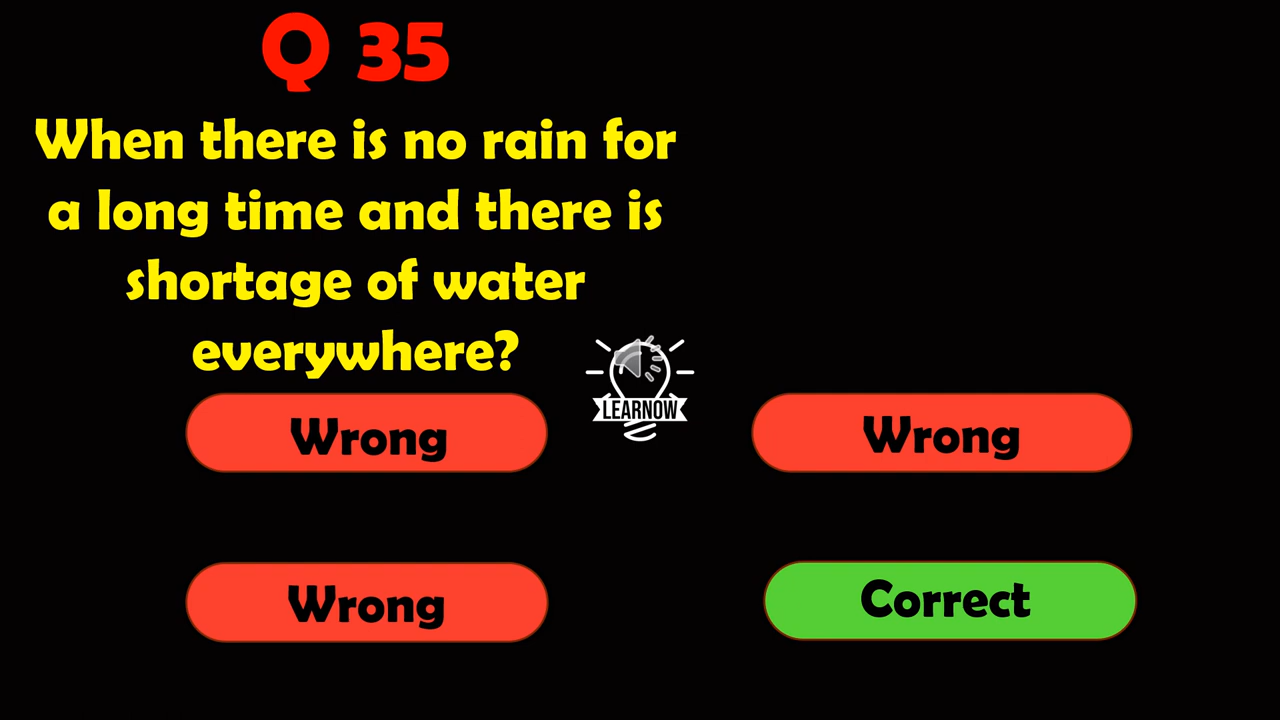 Q 35
When there is no rain for
a long time and there is
shortage of water
everywhere?
LEARNOW
Wrong
Wrong
Wrong
Correct